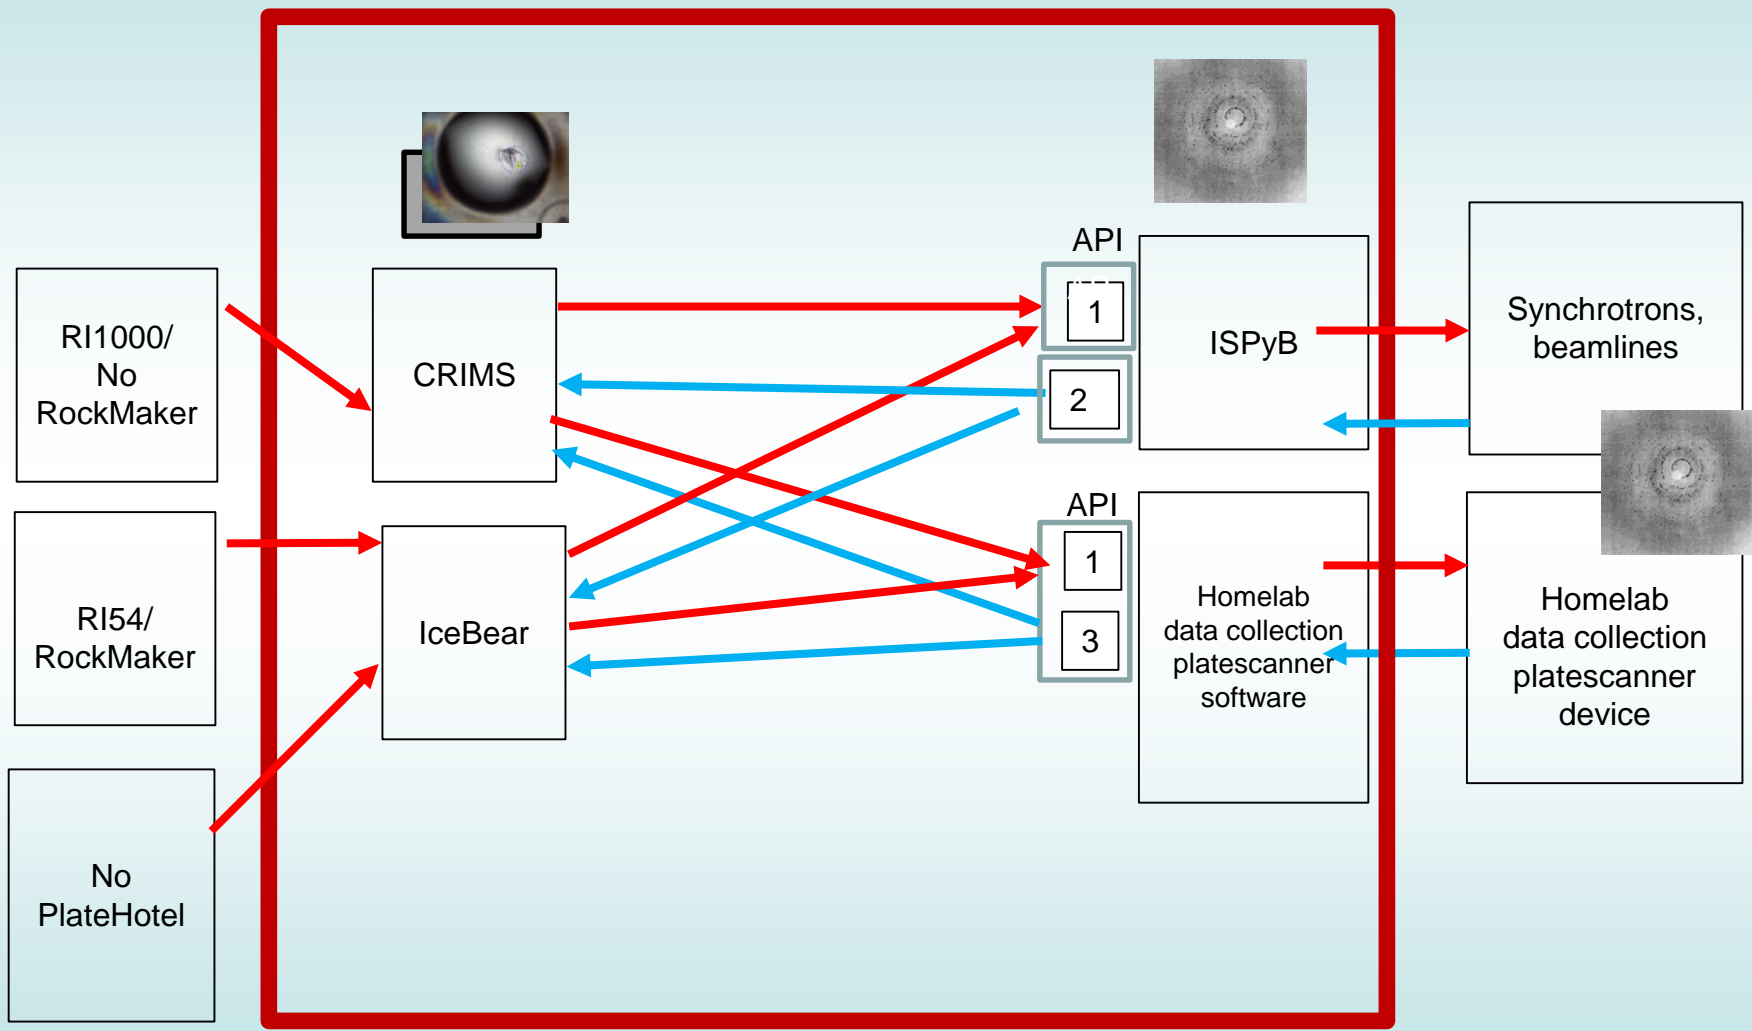 API
RI1000/
No
RockMaker
CRIMS
1
2
ISPyB
Synchrotrons,
beamlines
RI54/
RockMaker
IceBear
API
1
3
Homelab
data collection
platescanner
software
Homelab
data collection
platescanner
device
No
PlateHotel